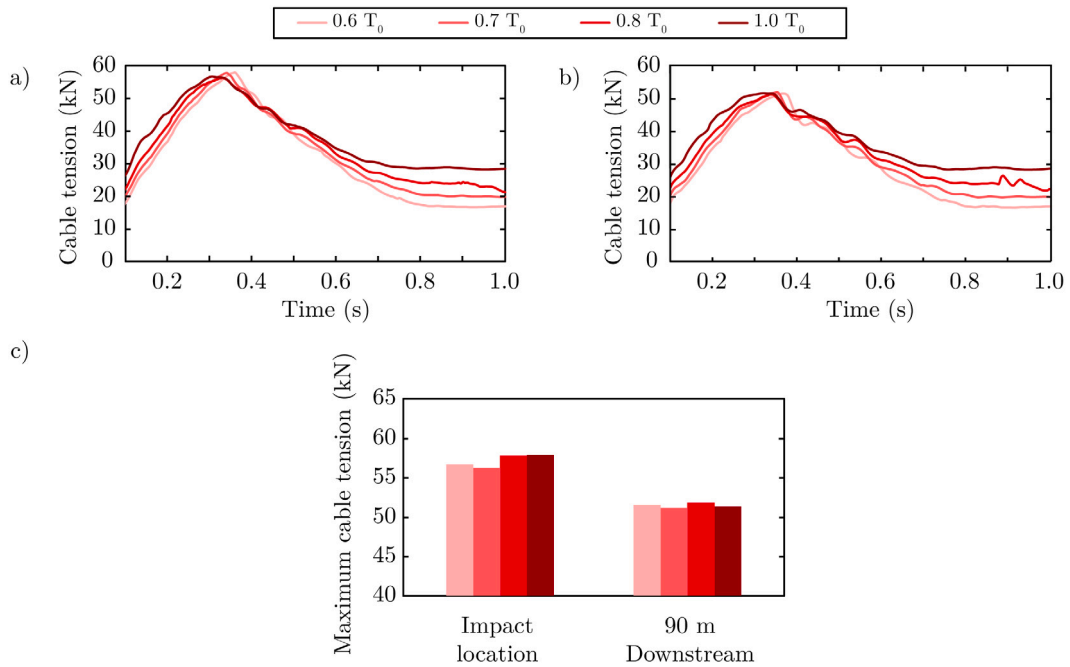 0.6 T₀ 0.7 T₀ 0.8 T₀ 1.0 T₀
a)
Cable tension (kN)
60
50
40
30
20
10
0
0.2 0.4 0.6 0.8 1.0
Time (s)
b)
Cable tension (kN)
60
50
40
30
20
10
0
0.2 0.4 0.6 0.8 1.0
Time (s)
c)
Maximum cable tension (kN)
65
60
55
50
45
40
Impact
location
90 m
Downstream